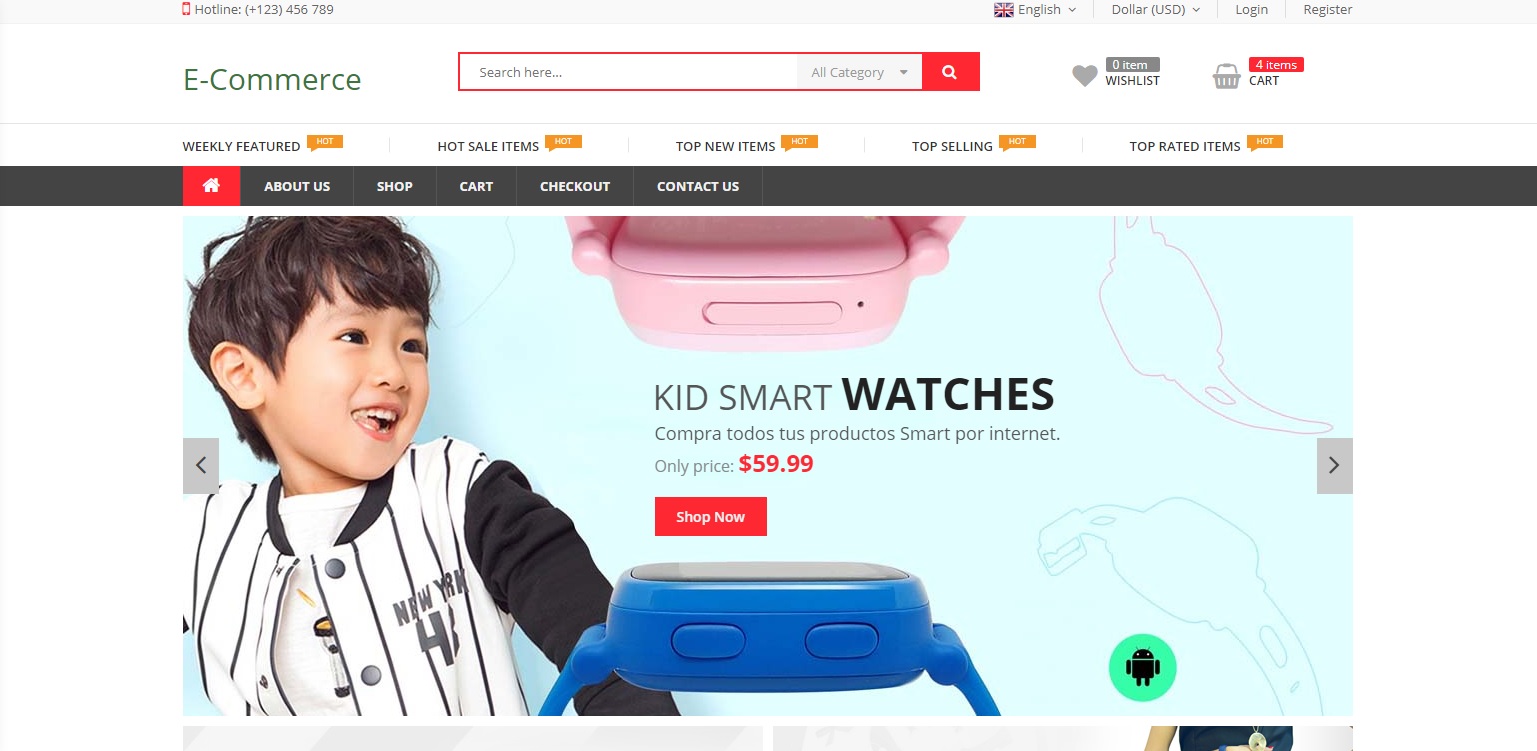 Hotline: (+123) 456 789
English
Dollar (USD)
Login
Register
E-Commerce
Search here...
All Category
0 item
WISHLIST
4 items
CART
WEEKLY FEATURED
HOT
HOT SALE ITEMS
HOT
TOP NEW ITEMS
HOT
TOP SELLING
HOT
TOP RATED ITEMS
HOT
ABOUT US
SHOP
CART
CHECKOUT
CONTACT US
KID SMART WATCHES
Compra todos tus productos Smart por internet.
Only price: $59.99
Shop Now
NEW YRK